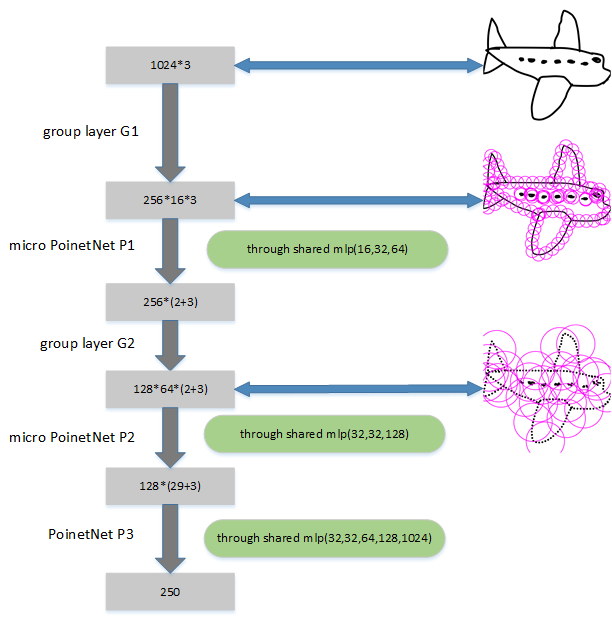 1024*3
group layer G1
256*16*3
micro PoinetNet P1
through shared mlp(16,32,64)
256*(2+3)
group layer G2
128*64*(2+3)
micro PoinetNet P2
through shared mlp(32,32,128)
128*(29+3)
PoinetNet P3
through shared mlp(32,32,64,128,1024)
250